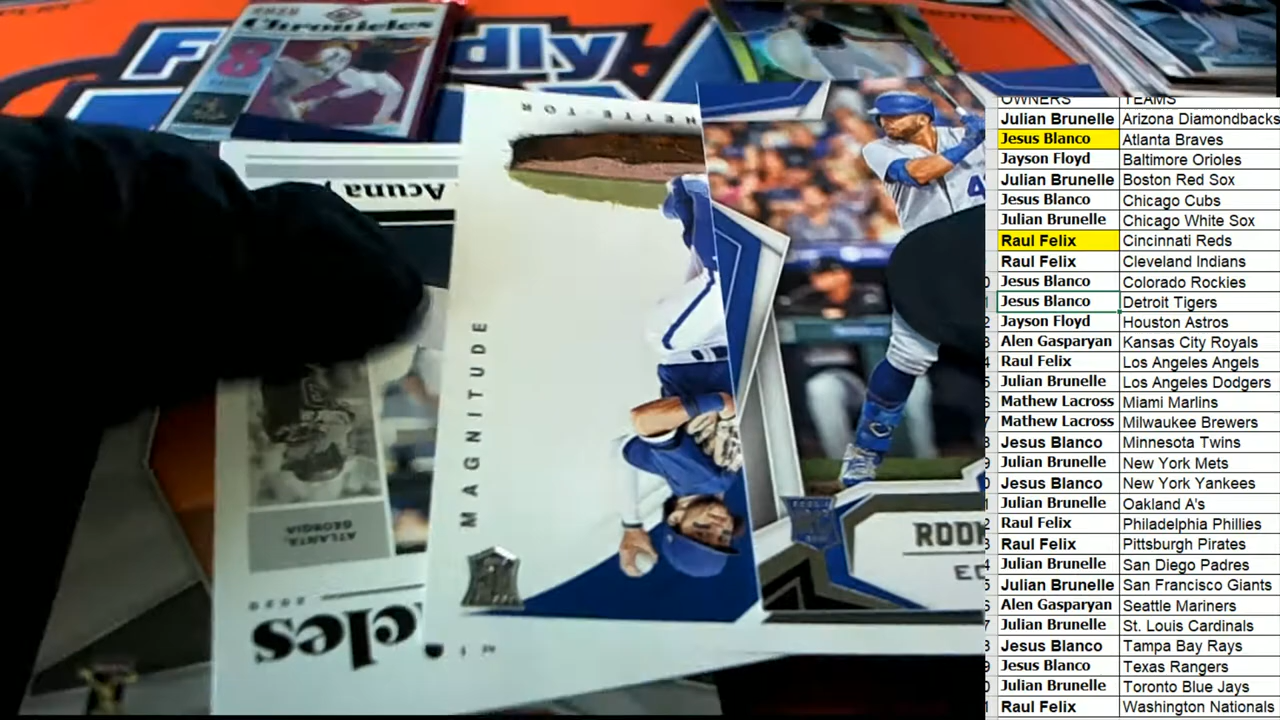 Chronicles
8
F dly
OWNERS TEAMS
Julian Brunelle Arizona Diamondbacks
Jesus Blanco Atlanta Braves
Jayson Floyd Baltimore Orioles
Julian Brunelle Boston Red Sox
Jesus Blanco Chicago Cubs
Julian Brunelle Chicago White Sox
Raul Felix Cincinnati Reds
Raul Felix Cleveland Indians
Jesus Blanco Colorado Rockies
Jesus Blanco Detroit Tigers
Jayson Floyd Houston Astros
Alen Gasparyan Kansas City Royals
Raul Felix Los Angeles Angels
Julian Brunelle Los Angeles Dodgers
Mathew Lacross Miami Marlins
Mathew Lacross Milwaukee Brewers
Jesus Blanco Minnesota Twins
Julian Brunelle New York Mets
Jesus Blanco New York Yankees
Julian Brunelle Oakland A's
Raul Felix Philadelphia Phillies
Raul Felix Pittsburgh Pirates
Julian Brunelle San Diego Padres
Julian Brunelle San Francisco Giants
Alen Gasparyan Seattle Mariners
Julian Brunelle St. Louis Cardinals
Jesus Blanco Tampa Bay Rays
Jesus Blanco Texas Rangers
Julian Brunelle Toronto Blue Jays
Raul Felix Washington Nationals
Acuna
MAGNITUDE
ATLANTA,
GEORGIA
2020
cles
4
ROO